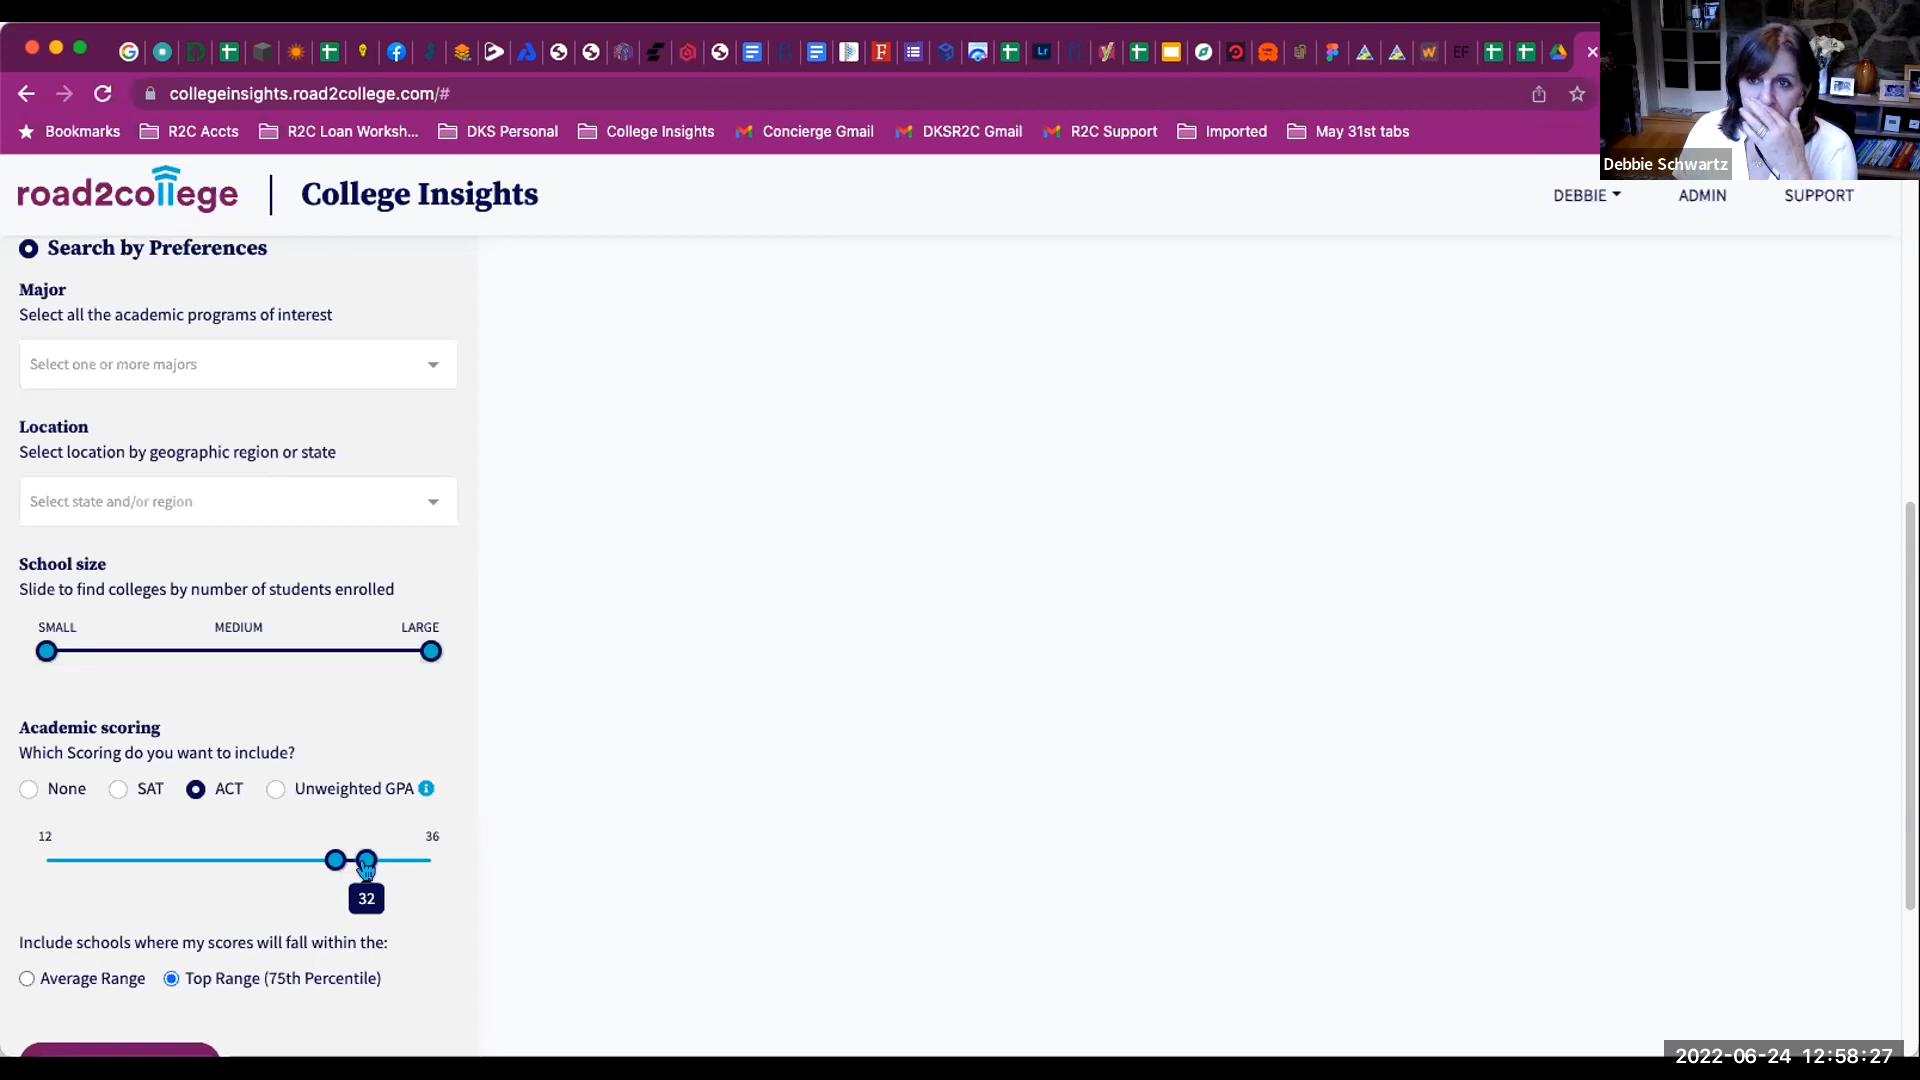 collegeinsights.road2college.com/#
Bookmarks R2C Accts R2C Loan Worksh... DKS Personal College Insights Concierge Gmail DKSR2C Gmail R2C Support Imported May 31st tabs
Debbie Schwartz
road2college College Insights DEBBIE ADMIN SUPPORT
Search by Preferences
Major
Select all the academic programs of interest
Select one or more majors
Location
Select location by geographic region or state
Select state and/or region
School size
Slide to find colleges by number of students enrolled
SMALL MEDIUM LARGE
Academic scoring
Which Scoring do you want to include?
None SAT ACT Unweighted GPA
12 36
32
Include schools where my scores will fall within the:
Average Range Top Range (75th Percentile)
2022-06-24 12:58:27